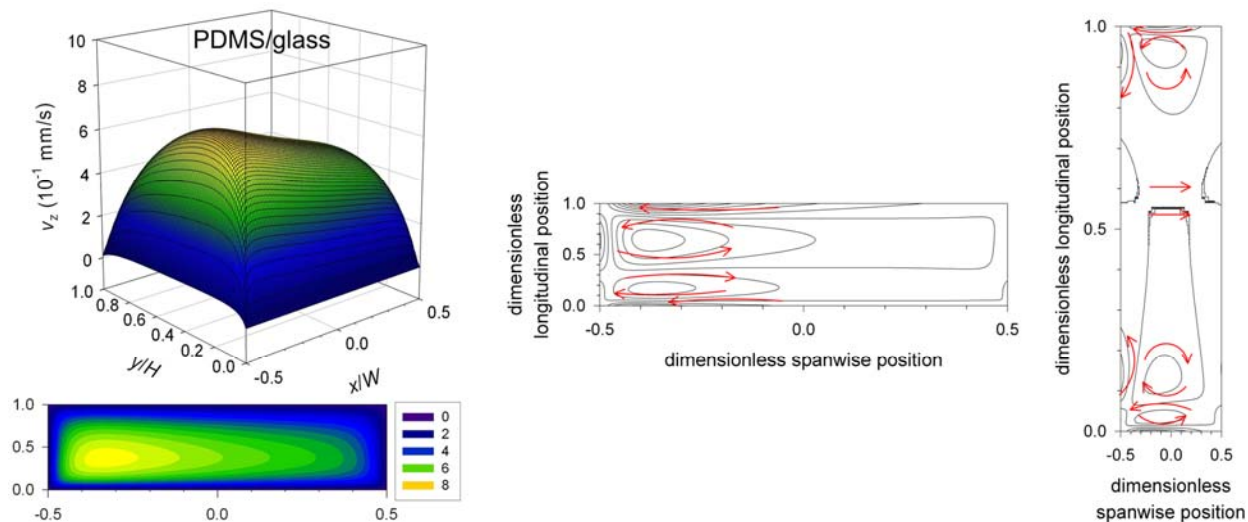 PDMS/glass
10
8
6
4
2
0
v_z (10⁻¹ mm/s)
1.0
0.8
0.6
0.4
0.2
0.0
y/H
-0.5
0.0
0.5
x/W
1.0
0.5
0.0
-0.5 0.0 0.5
0
2
4
6
8
dimensionless
longitudinal position
1.0
0.5
0.0
-0.5 0.0 0.5
dimensionless spanwise position
dimensionless longitudinal position
1.0
0.5
0.0
-0.5 0.0 0.5
dimensionless
spanwise position